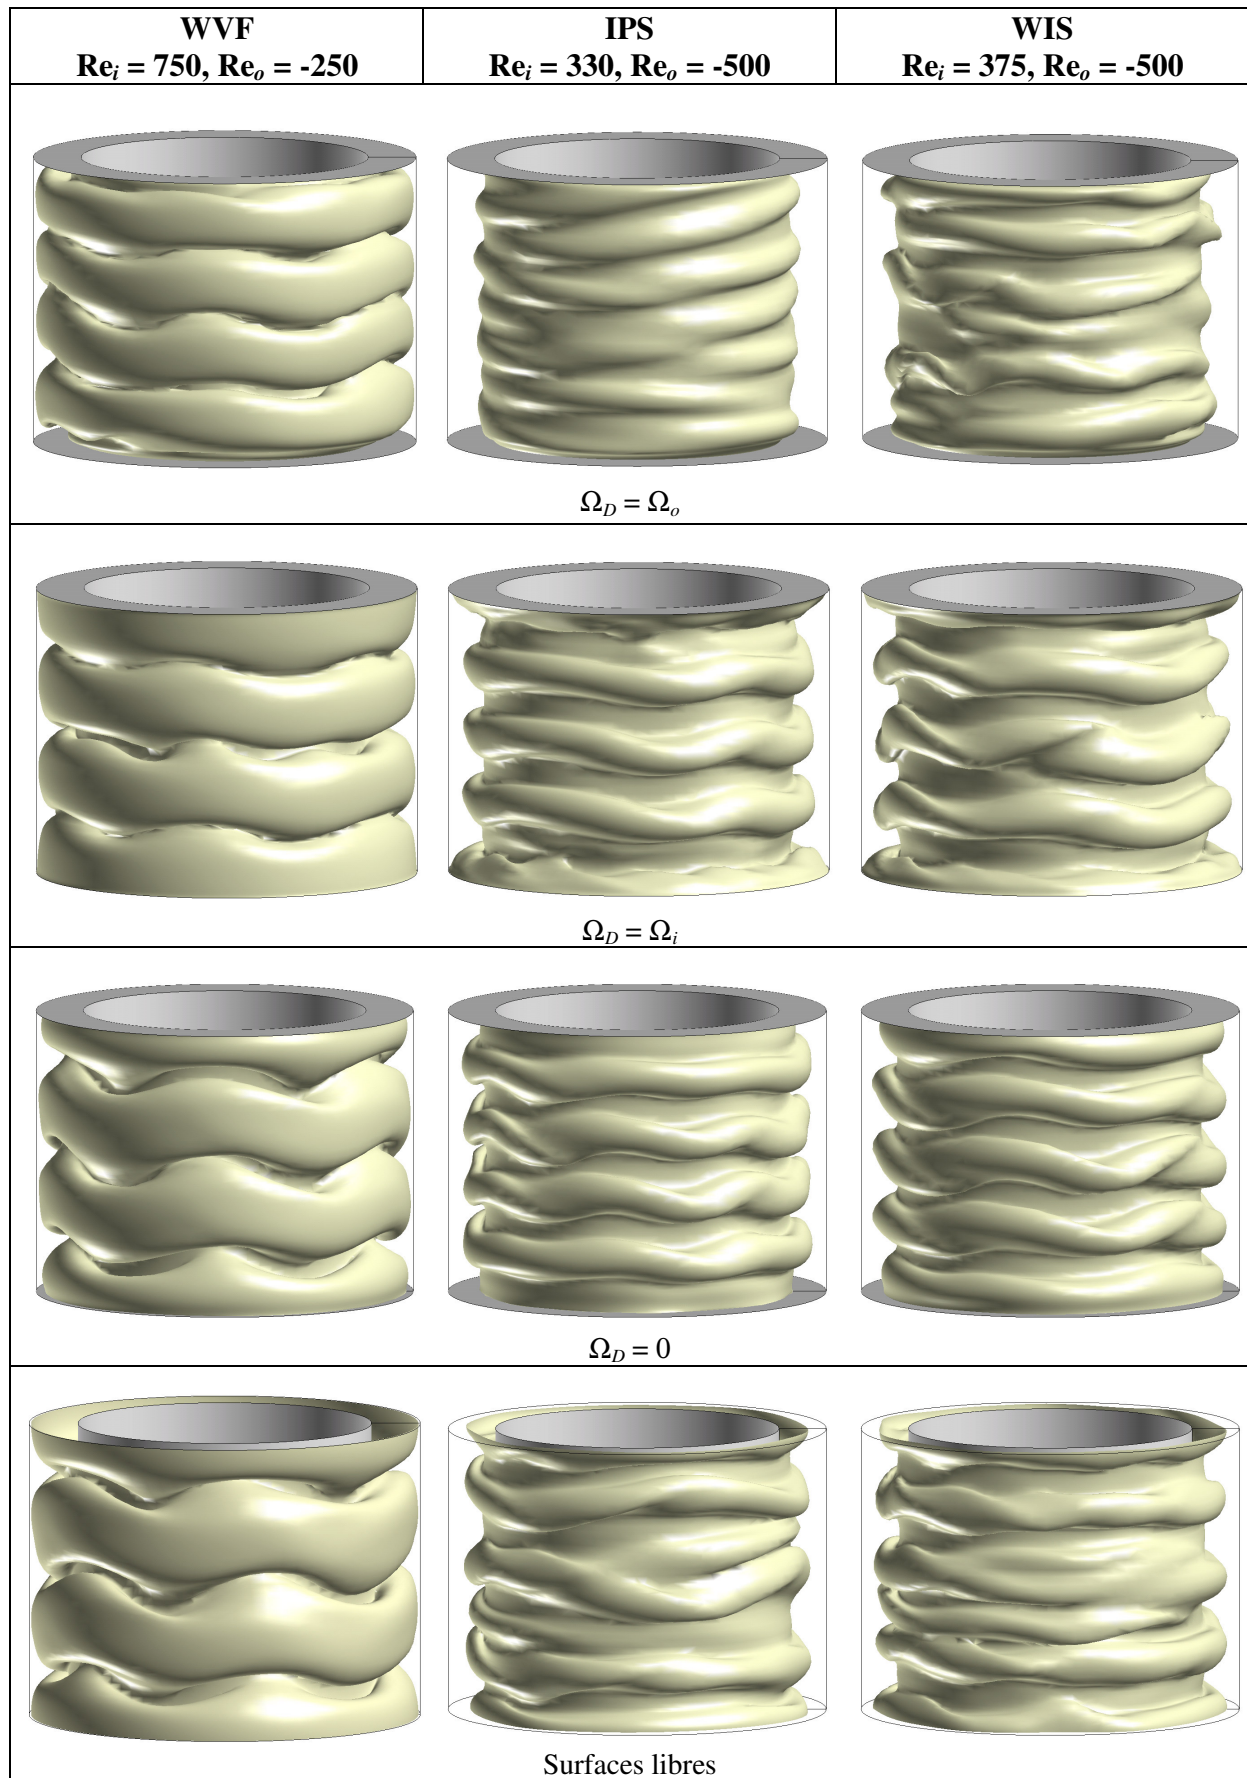 WVF
Re_i = 750, Re_o = -250
IPS
Re_i = 330, Re_o = -500
WIS
Re_i = 375, Re_o = -500
Ω_D = Ω_o
Ω_D = Ω_i
Ω_D = 0
Surfaces libres